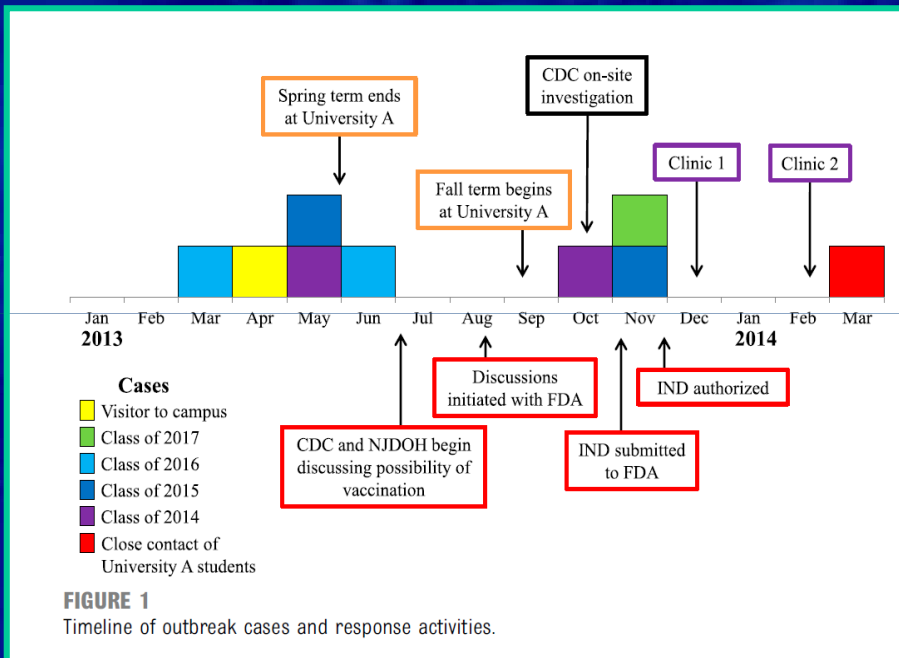 CDC on-site
investigation
Spring term ends
at University A
Clinic 1
Clinic 2
Fall term begins
at University A
Jan
Feb
Mar
Apr
May
Jun
Jul
Aug
Sep
Oct
Nov
Dec
Jan
Feb
Mar
2013
2014
Discussions
initiated with FDA
IND authorized
CDC and NJDOH begin
discussing possibility of
vaccination
IND submitted
to FDA
Cases
Visitor to campus
Class of 2017
Class of 2016
Class of 2015
Class of 2014
Close contact of
University A students
FIGURE 1
Timeline of outbreak cases and response activities.